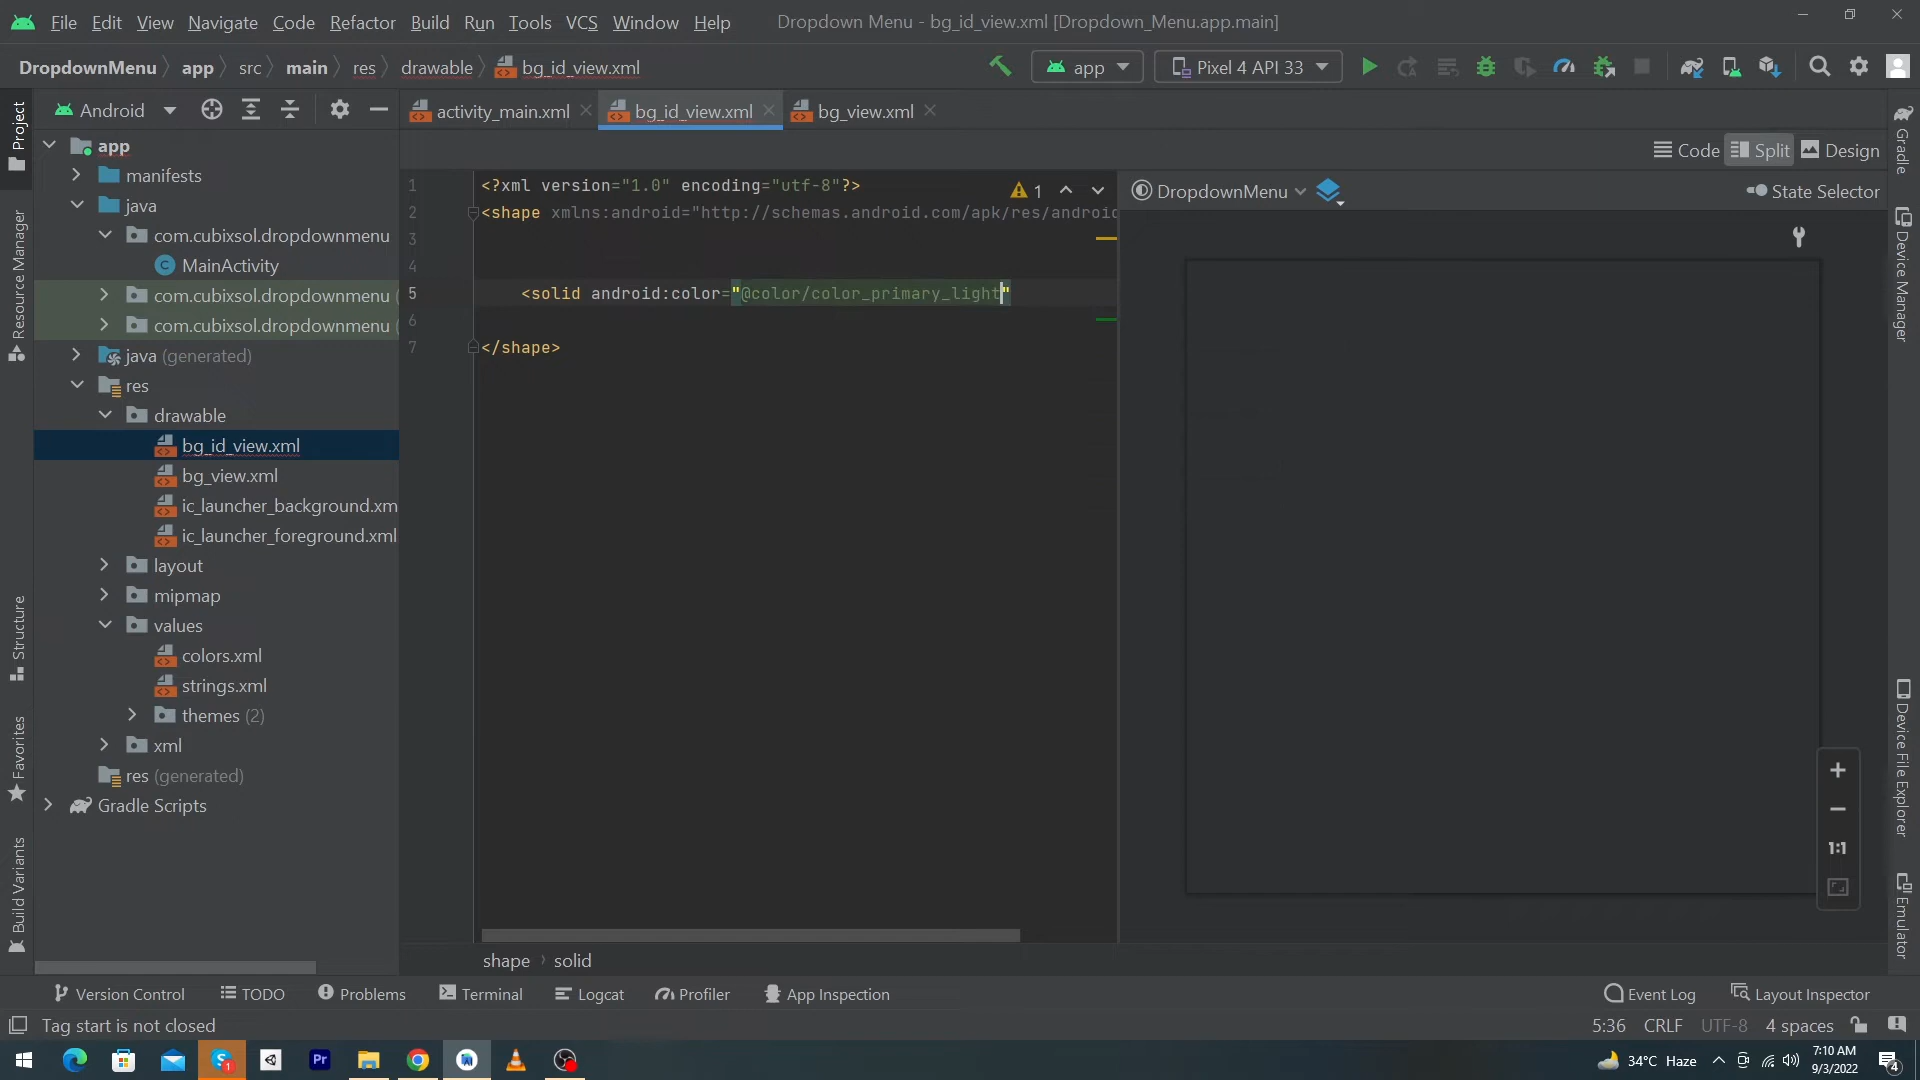 File Edit View Navigate Code Refactor Build Run Tools VCS Window Help Dropdown Menu - bg_id_view.xml [Dropdown_Menu.app.main]
DropdownMenu app src main res drawable bg_id_view.xml app Pixel 4 API 33
Android activity_main.xml bg_id_view.xml bg_view.xml
Code Split Design
DropdownMenu State Selector
app
manifests
java
com.cubixsol.dropdownmenu
MainActivity
com.cubixsol.dropdownmenu (
com.cubixsol.dropdownmenu (
java (generated)
res
drawable
bg_id_view.xml
bg_view.xml
ic_launcher_background.xm
ic_launcher_foreground.xml
layout
mipmap
values
colors.xml
strings.xml
themes (2)
xml
res (generated)
Gradle Scripts
1 <?xml version="1.0" encoding="utf-8"?>
2 <shape xmlns:android="http://schemas.android.com/apk/res/android
3
4
5 <solid android:color="@color/color_primary_light"
6
7 </shape>
1
1:1
shape solid
Project
Resource Manager
Structure
Favorites
Build Variants
Gradle
Device Manager
Device File Explorer
Emulator
Version Control TODO Problems Terminal Logcat Profiler App Inspection Event Log Layout Inspector
Tag start is not closed 5:36 CRLF UTF-8 4 spaces
Pr 34°C Haze 7:10 AM
9/3/2022
1
4